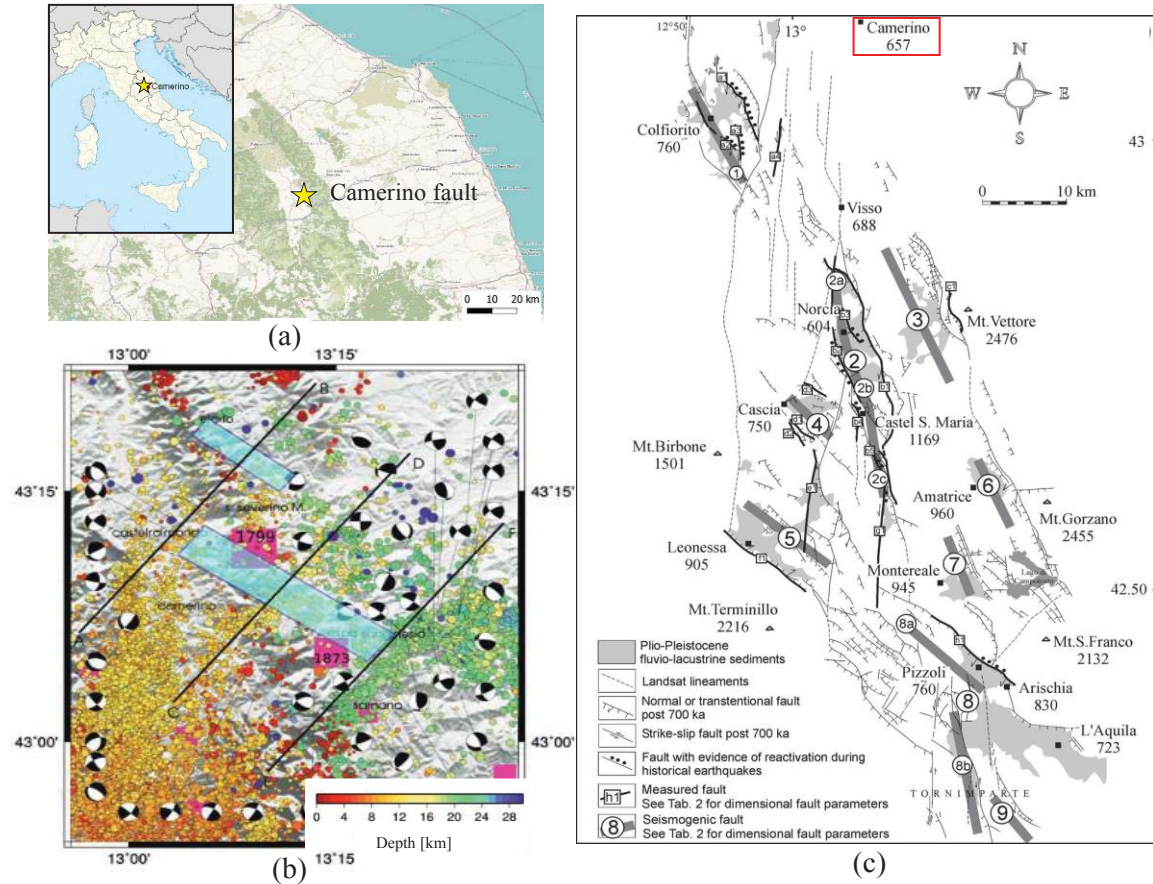 Camerino
Camerino fault
0 10 20 km
(a)
13°00'
13°15'
B
D
F
s. severino M.
43°15'
43°15'
castelraimond
1799
camerino
1873
sarnano
C
43°00'
43°00'
0 4 8 12 16 20 24 28
Depth [km]
13°00'
13°15'
(b)
12°50'
13°
Camerino
657
N
W
E
S
43
Colfiorito
760
1
0
10 km
Visso
688
2a
3
Norcia
604
Mt.Vettore
2476
2
2b
Cascia
750
4
Castel S. Maria
1169
Mt.Birbone
1501
2c
Amatrice
960
6
Mt.Gorzano
2455
5
Leonessa
905
7
Montereale
945
42.50
Mt.Terminillo
2216
8a
h1
Mt.S.Franco
2132
Pizzoli
760
Arischia
830
8
L'Aquila
723
8b
TORNIMPARTE
9
Plio-Pleistocene
fluvio-lacustrine sediments
Landsat lineaments
Normal or transtentional fault
post 700 ka
Strike-slip fault post 700 ka
Fault with evidence of reactivation during
historical earthquakes
h1
Measured fault
See Tab. 2 for dimensional fault parameters
8
Seismogenic fault
See Tab. 2 for dimensional fault parameters
(c)